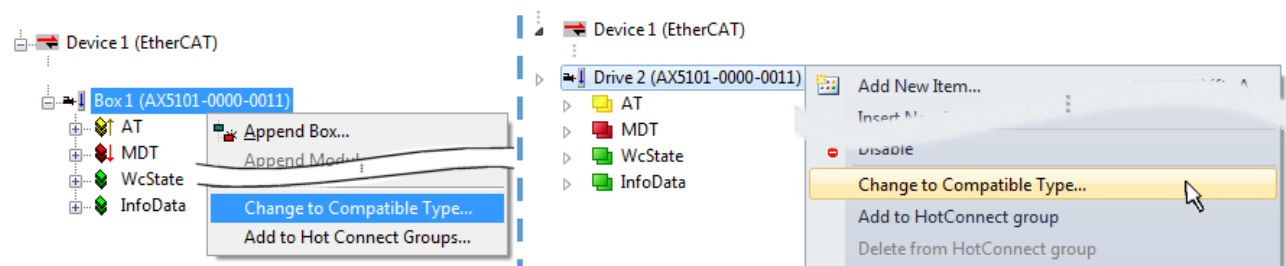 Device 1 (EtherCAT)
Box 1 (AX5101-0000-0011)
AT
MDT
WcState
InfoData
Append Box...
Append Modul
Change to Compatible Type...
Add to Hot Connect Groups...
Device 1 (EtherCAT)
Drive 2 (AX5101-0000-0011)
AT
MDT
WcState
InfoData
Add New Item...
Insert
Disable
Change to Compatible Type...
Add to HotConnect group
Delete from HotConnect group